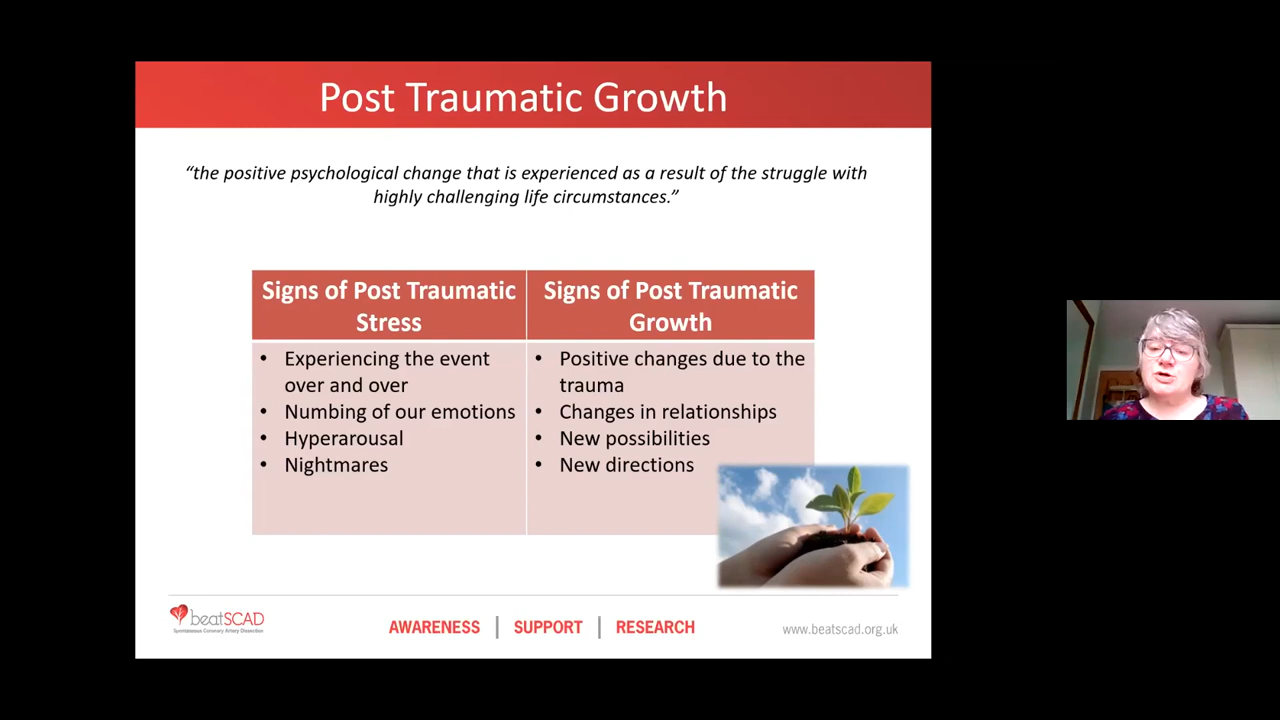 Post Traumatic Growth
“the positive psychological change that is experienced as a result of the struggle with
highly challenging life circumstances.”
Signs of Post Traumatic
Stress
• Experiencing the event
over and over
• Numbing of our emotions
• Hyperarousal
• Nightmares
Signs of Post Traumatic
Growth
• Positive changes due to the
trauma
• Changes in relationships
• New possibilities
• New directions
beatSCAD
Spontaneous Coronary Artery Dissection
AWARENESS | SUPPORT | RESEARCH
www.beatscad.org.uk